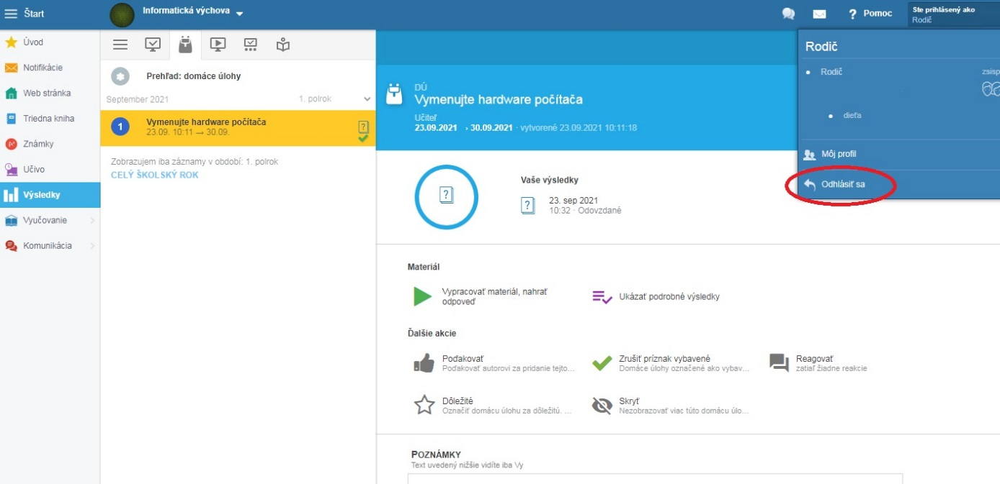 Štart
Informatická výchova
Pomoc
Ste prihlásený ako
Rodič
Úvod
Notifikácie
Web stránka
Triedna kniha
Známky
Učivo
Výsledky
Vyučovanie
Komunikácia
Prehľad: domáce úlohy
September 2021
1. polrok
1
Vymenujte hardware počítača
23.09. 10:11 → 30.09.
Zobrazujem iba záznamy v období: 1. polrok
CELÝ ŠKOLSKÝ ROK
DÚ
Vymenujte hardware počítača
Učiteľ
23.09.2021 › 30.09.2021 · vytvorené 23.09.2021 10:11:18
Rodič
Rodič
zsisp
dieťa
Môj profil
Odhlásiť sa
Vaše výsledky
23. sep 2021
10:32 · Odovzdané
Materiál
Vypracovať materiál, nahrať
odpoveď
Ukázať podrobné výsledky
Ďalšie akcie
Poďakovať
Poďakovať autorovi za pridanie tejto...
Zrušiť príznak vybavené
Domáce úlohy označené ako vybav...
Reagovať
zatiaľ žiadne reakcie
Dôležité
Označiť domácu úlohu za dôležitú. ...
Skryť
Nezobrazovať viac túto domácu úlo...
POZNÁMKY
Text uvedený nižšie vidíte iba Vy